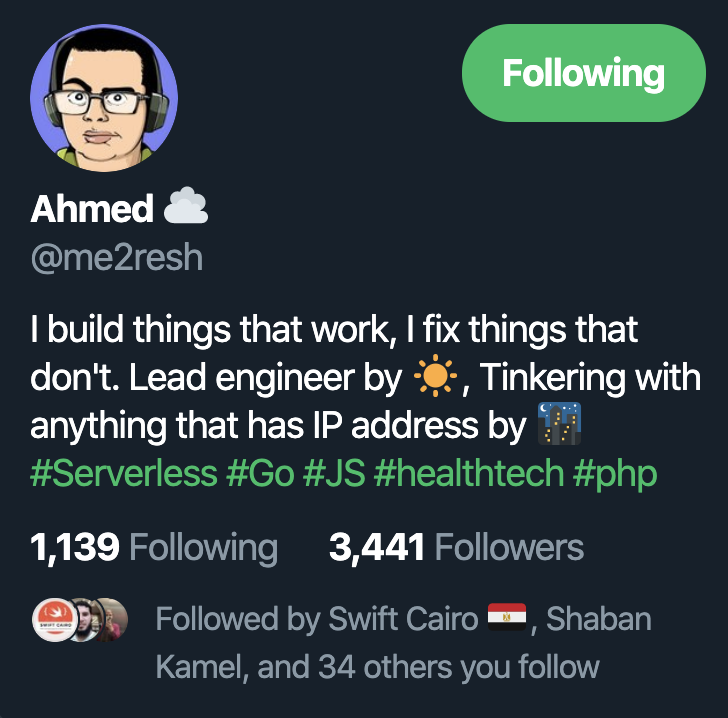 Following
Ahmed ☁️
@me2resh
I build things that work, I fix things that
don't. Lead engineer by ☀️, Tinkering with
anything that has IP address by 🌃
#Serverless #Go #JS #healthtech #php
1,139 Following 3,441 Followers
SWIFT CAIRO
Followed by Swift Cairo 🇪🇬, Shaban
Kamel, and 34 others you follow